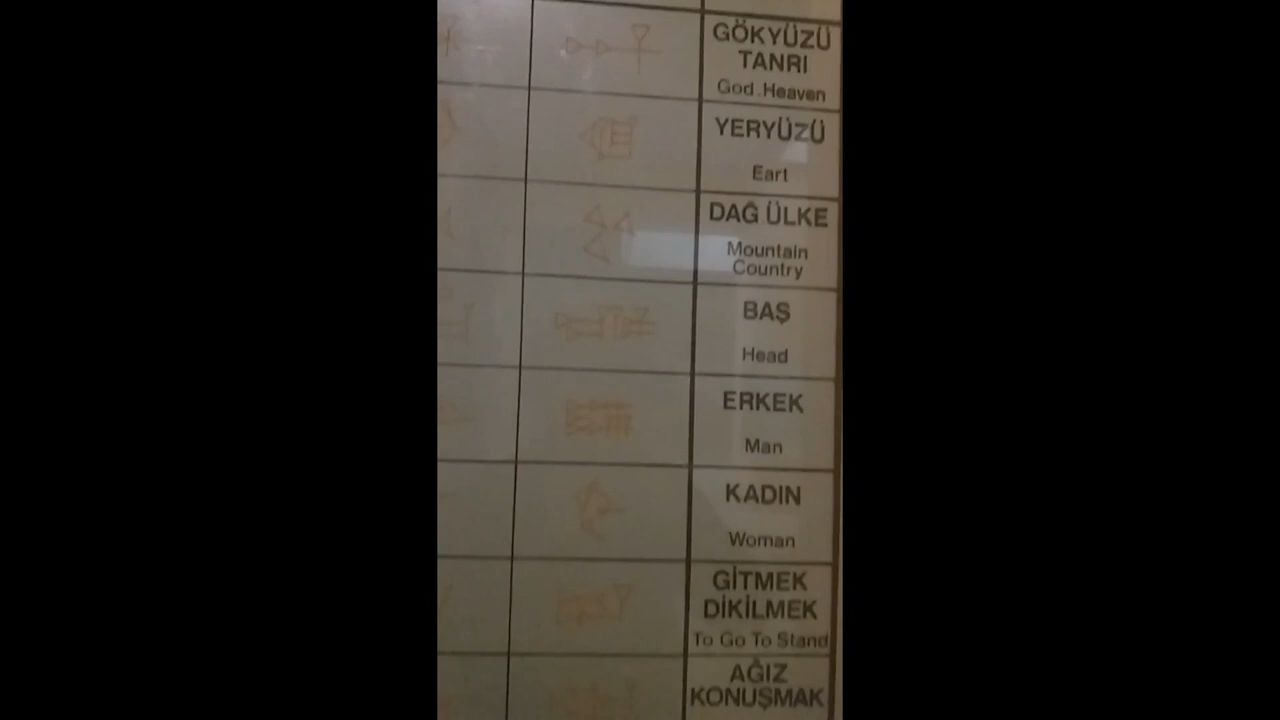 GÖKYÜZÜ
TANRI
God.Heaven
YERYÜZÜ
Eart
DAĞ ÜLKE
Mountain
Country
BAŞ
Head
ERKEK
Man
KADIN
Woman
GİTMEK
DİKİLMEK
To Go To Stand
AĞIZ
KONUŞMAK